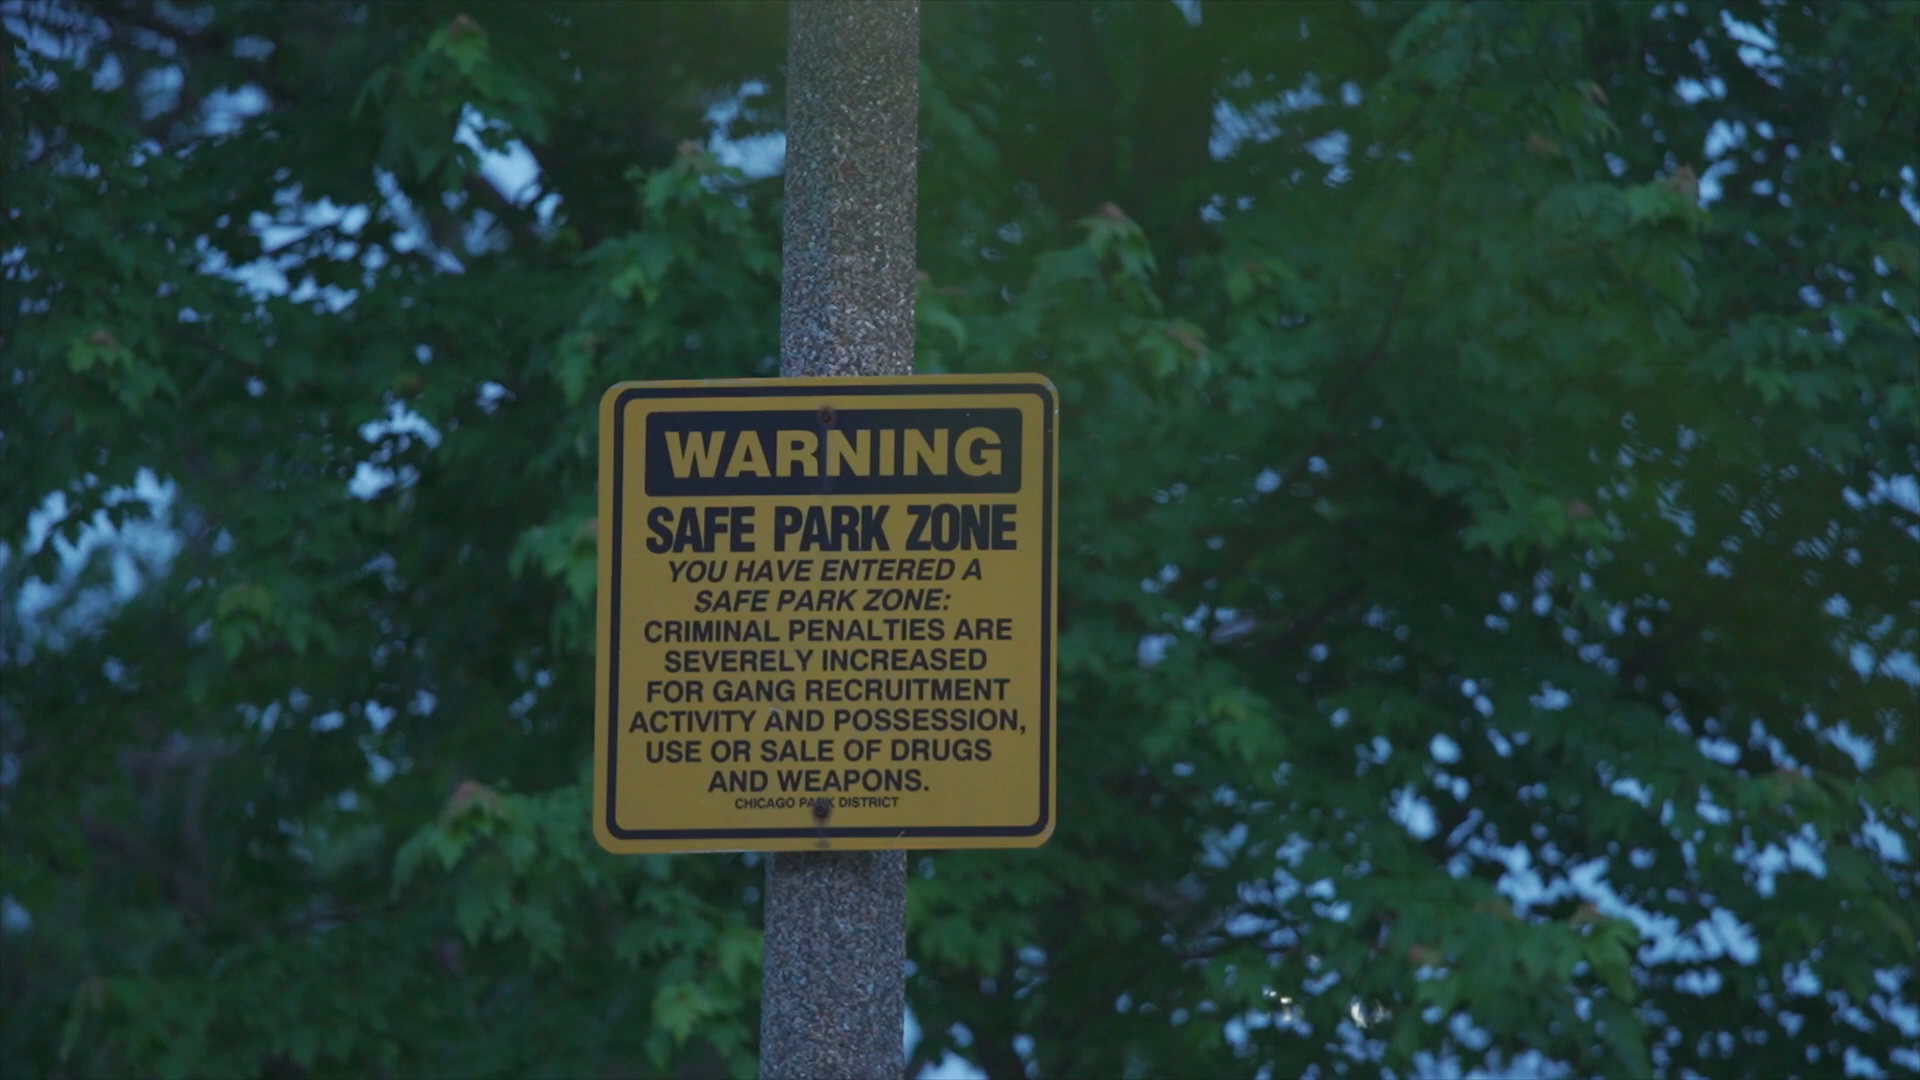 WARNING
SAFE PARK ZONE
YOU HAVE ENTERED A
SAFE PARK ZONE:
CRIMINAL PENALTIES ARE
SEVERELY INCREASED
FOR GANG RECRUITMENT
ACTIVITY AND POSSESSION,
USE OR SALE OF DRUGS
AND WEAPONS.
CHICAGO PARK DISTRICT